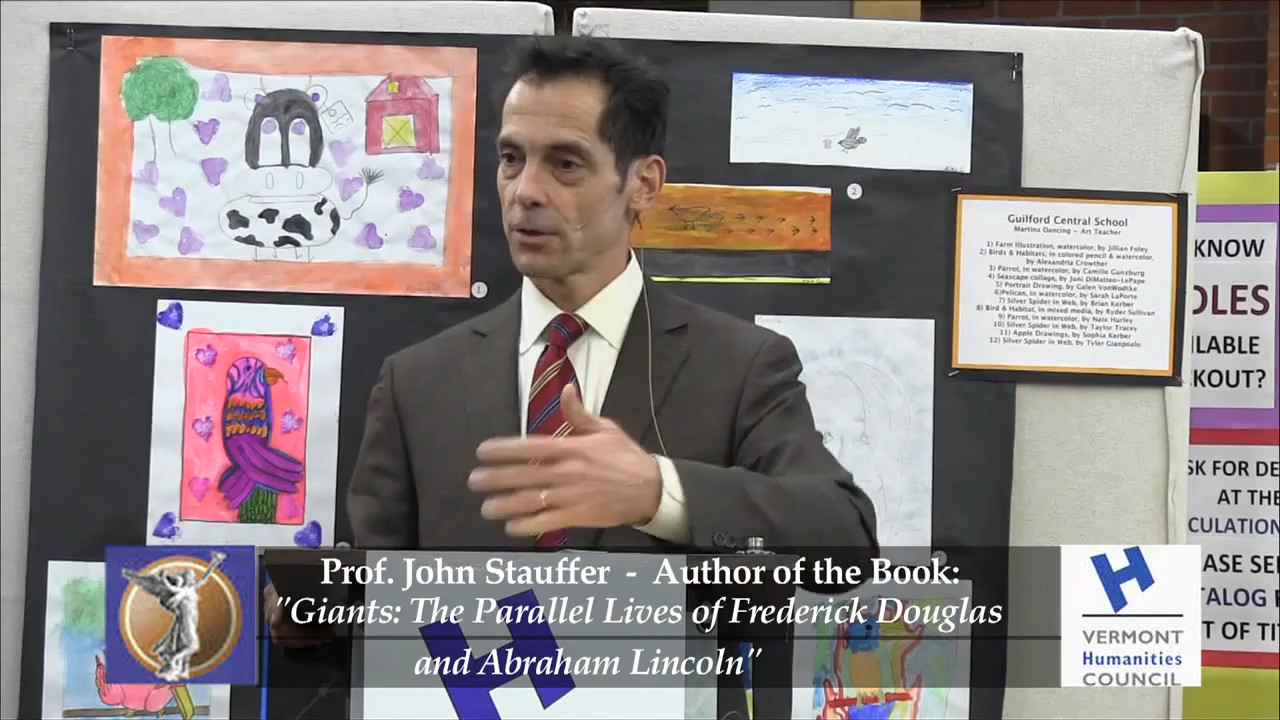 Guilford Central School
Martina Dancing ~ Art Teacher
1) Farm Illustration, watercolor, by Jillian Foley
2) Birds & Habitats, in colored pencil & watercolor,
by Alexandria Crowther
3) Parrot, in watercolor, by Camille Gunzburg
4) Seascape collage, by Juni DiMatteo-LePape
5) Portrait Drawing, by Galen VonWodtke
6)Pelican, in watercolor, by Sarah LaPorte
7) Silver Spider in Web, by Brian Kerber
8) Bird & Habitat, in mixed media, by Ryder Sullivan
9) Parrot, in watercolor, by Nate Hurley
10) Silver Spider in Web, by Taylor Tracey
11) Apple Drawings, by Sophia Kerber
12) Silver Spider in Web, by Tyler Gianpoalo
1
2
KNOW
OLES
ILABLE
KOUT?
SK FOR DE
AT THE
CULATION
ASE SE
TALOG
T OF TI
Prof. John Stauffer - Author of the Book:
"Giants: The Parallel Lives of Frederick Douglas
and Abraham Lincoln"
H
VERMONT
Humanities
COUNCIL